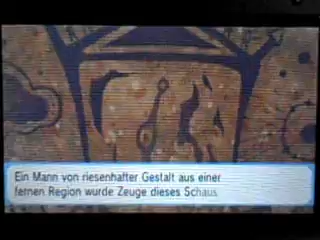 Ein Mann von riesenhafter Gestalt aus einer
fernen Region wurde Zeuge dieses Schaus